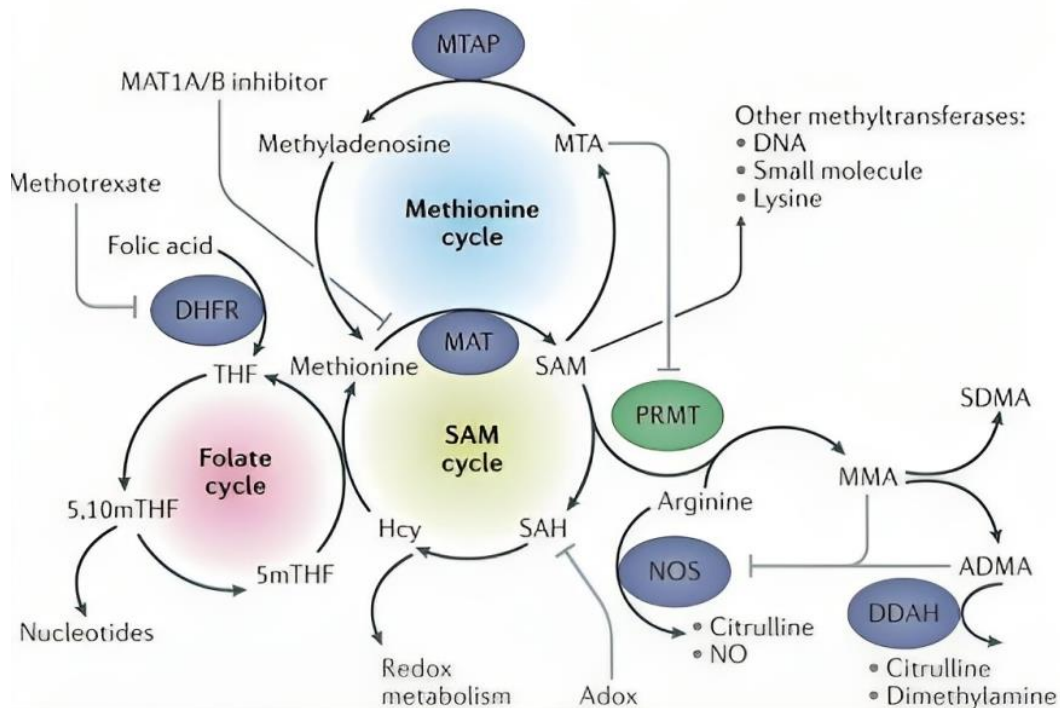 MTAP
MAT1A/B inhibitor
Methyladenosine
MTA
Other methyltransferases:
• DNA
• Small molecule
• Lysine
Methotrexate
Methionine
cycle
Folic acid
DHFR
MAT
THF
Methionine
SAM
PRMT
SDMA
Folate
cycle
SAM
cycle
MMA
5,10mTHF
Hcy
SAH
Arginine
5mTHF
NOS
ADMA
DDAH
Nucleotides
• Citrulline
• NO
Redox
metabolism
Adox
• Citrulline
• Dimethylamine